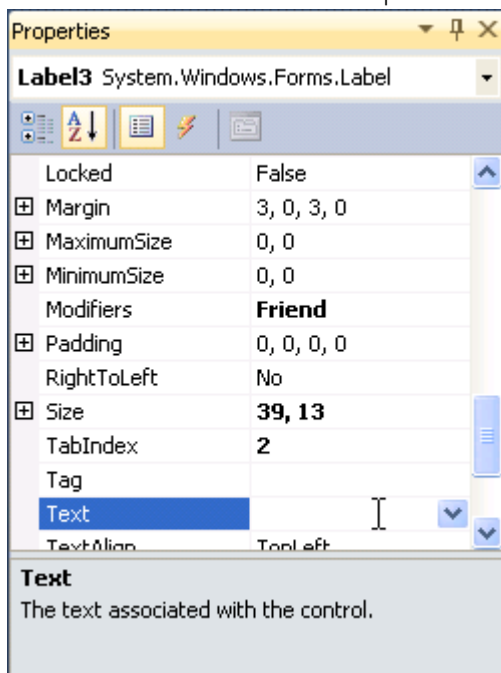 Properties
Label3 System.Windows.Forms.Label
Locked False
Margin 3, 0, 3, 0
MaximumSize 0, 0
MinimumSize 0, 0
Modifiers Friend
Padding 0, 0, 0, 0
RightToLeft No
Size 39, 13
TabIndex 2
Tag
Text
TextAlign TopLeft
Text
The text associated with the control.